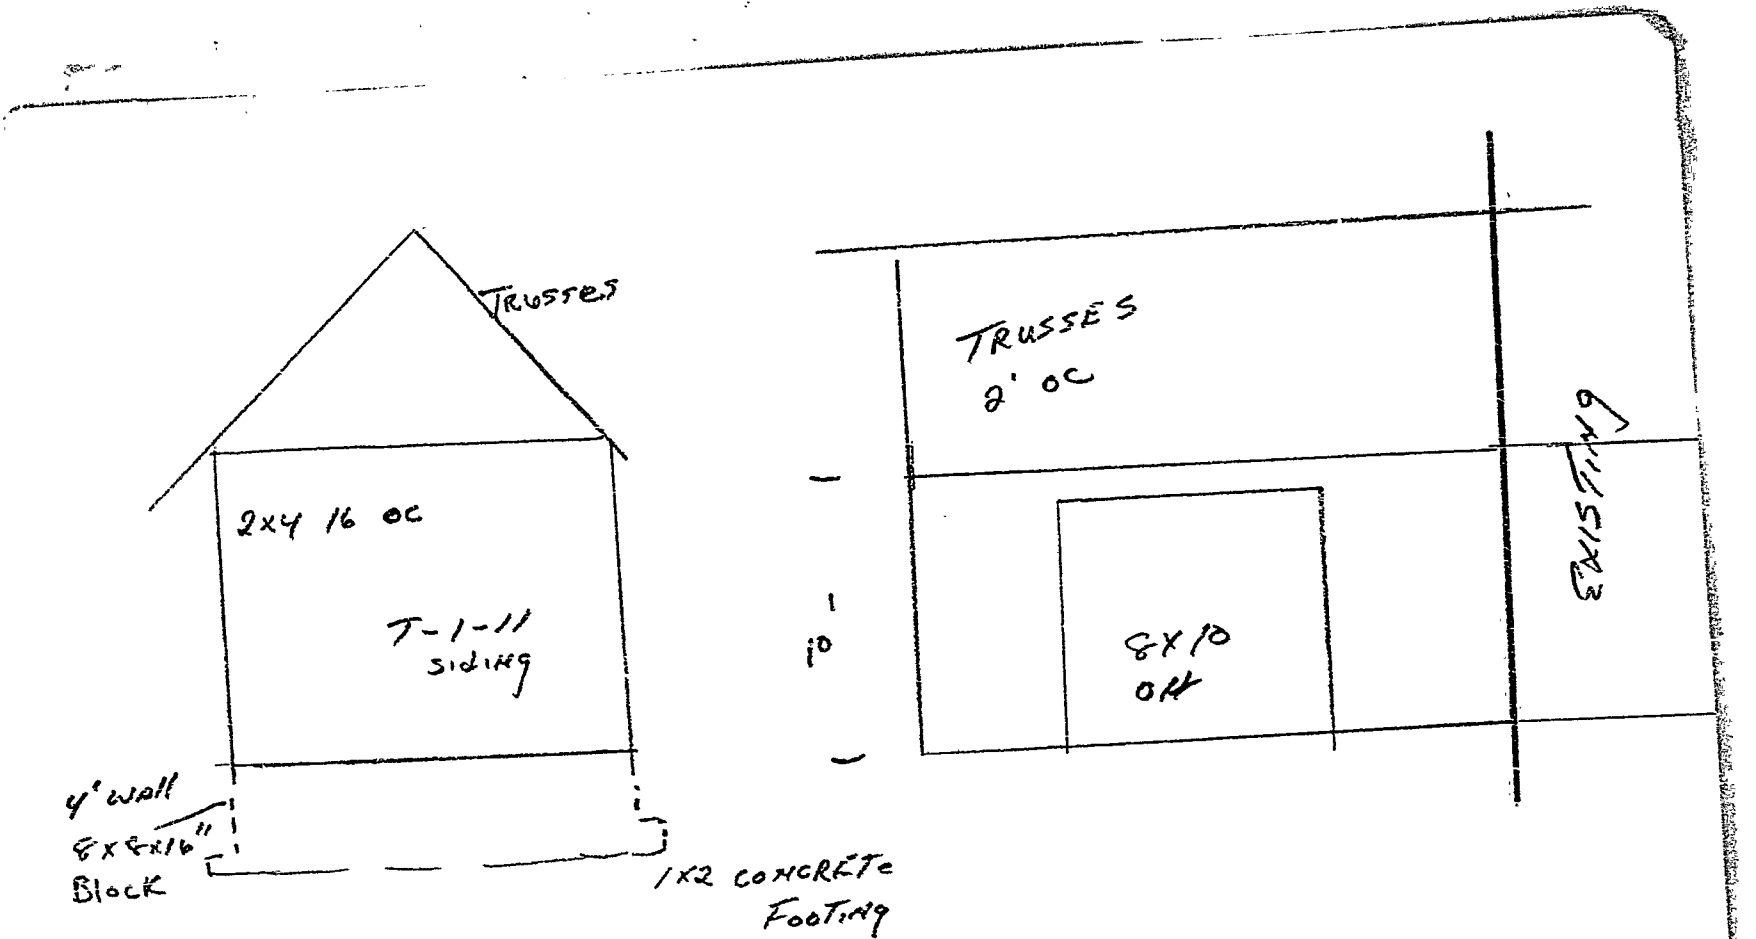 TRUSSES
2x4 16 OC
T-1-11
siding
4' wall
8x8x16"
Block
1x2 CONCRETE
FOOTING
TRUSSES
2' OC
10'
8x10
OH
EXISTING